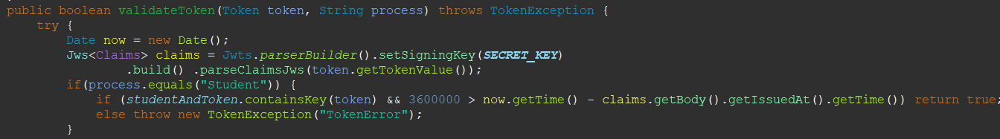 public boolean validateToken(Token token, String process) throws TokenException {
try {
Date now = new Date();
Jws<Claims> claims = Jwts.parserBuilder().setSigningKey(SECRET_KEY)
.build() .parseClaimsJws(token.getTokenValue());
if(process.equals("Student")) {
if (studentAndToken.containsKey(token) && 3600000 > now.getTime() - claims.getBody().getIssuedAt().getTime()) return true;
else throw new TokenException("TokenError");
}